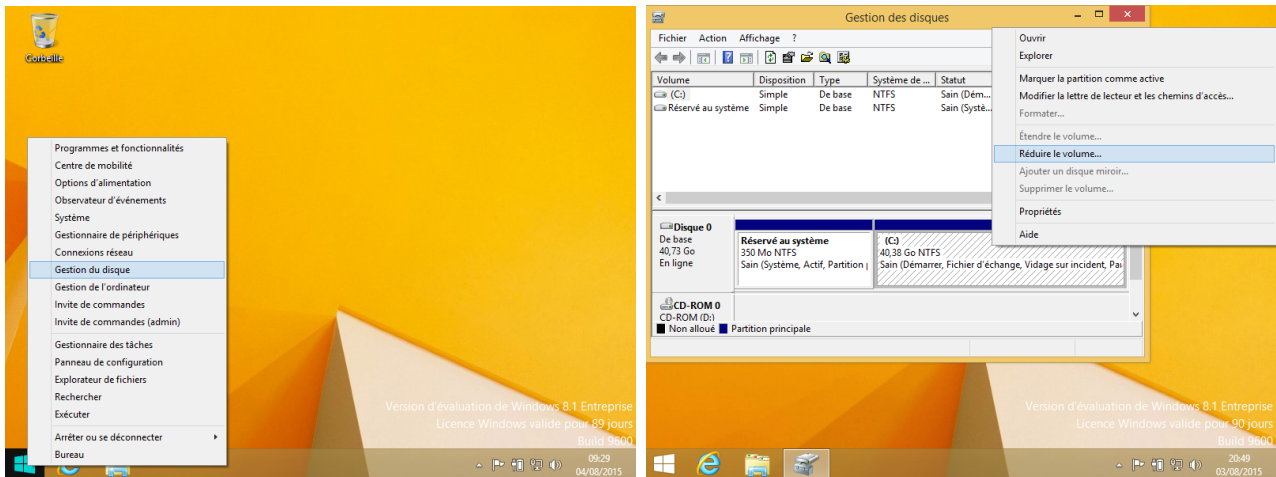 Corbeille
Programmes et fonctionnalités
Centre de mobilité
Options d'alimentation
Observateur d'événements
Système
Gestionnaire de périphériques
Connexions réseau
Gestion du disque
Gestion de l'ordinateur
Invite de commandes
Invite de commandes (admin)
Gestionnaire des tâches
Panneau de configuration
Explorateur de fichiers
Rechercher
Exécuter
Arrêter ou se déconnecter
Bureau
Version d'évaluation de Windows 8.1 Entreprise
Licence Windows valide pour 89 jours
Build 9600
09:29
04/08/2015
Gestion des disques
Fichier Action Affichage ?
Volume Disposition Type Système de ... Statut
(C:) Simple De base NTFS Sain (Dém...
Réservé au système Simple De base NTFS Sain (Systè...
Disque 0
De base
40,73 Go
En ligne
Réservé au système
350 Mo NTFS
Sain (Système, Actif, Partition p
(C:)
40,38 Go NTFS
Sain (Démarrer, Fichier d'échange, Vidage sur incident, Par
CD-ROM 0
CD-ROM (D:)
Non alloué Partition principale
Ouvrir
Explorer
Marquer la partition comme active
Modifier la lettre de lecteur et les chemins d'accès...
Formater...
Étendre le volume...
Réduire le volume...
Ajouter un disque miroir...
Supprimer le volume...
Propriétés
Aide
Version d'évaluation de Windows 8.1 Entreprise
Licence Windows valide pour 90 jours
Build 9600
20:49
03/08/2015